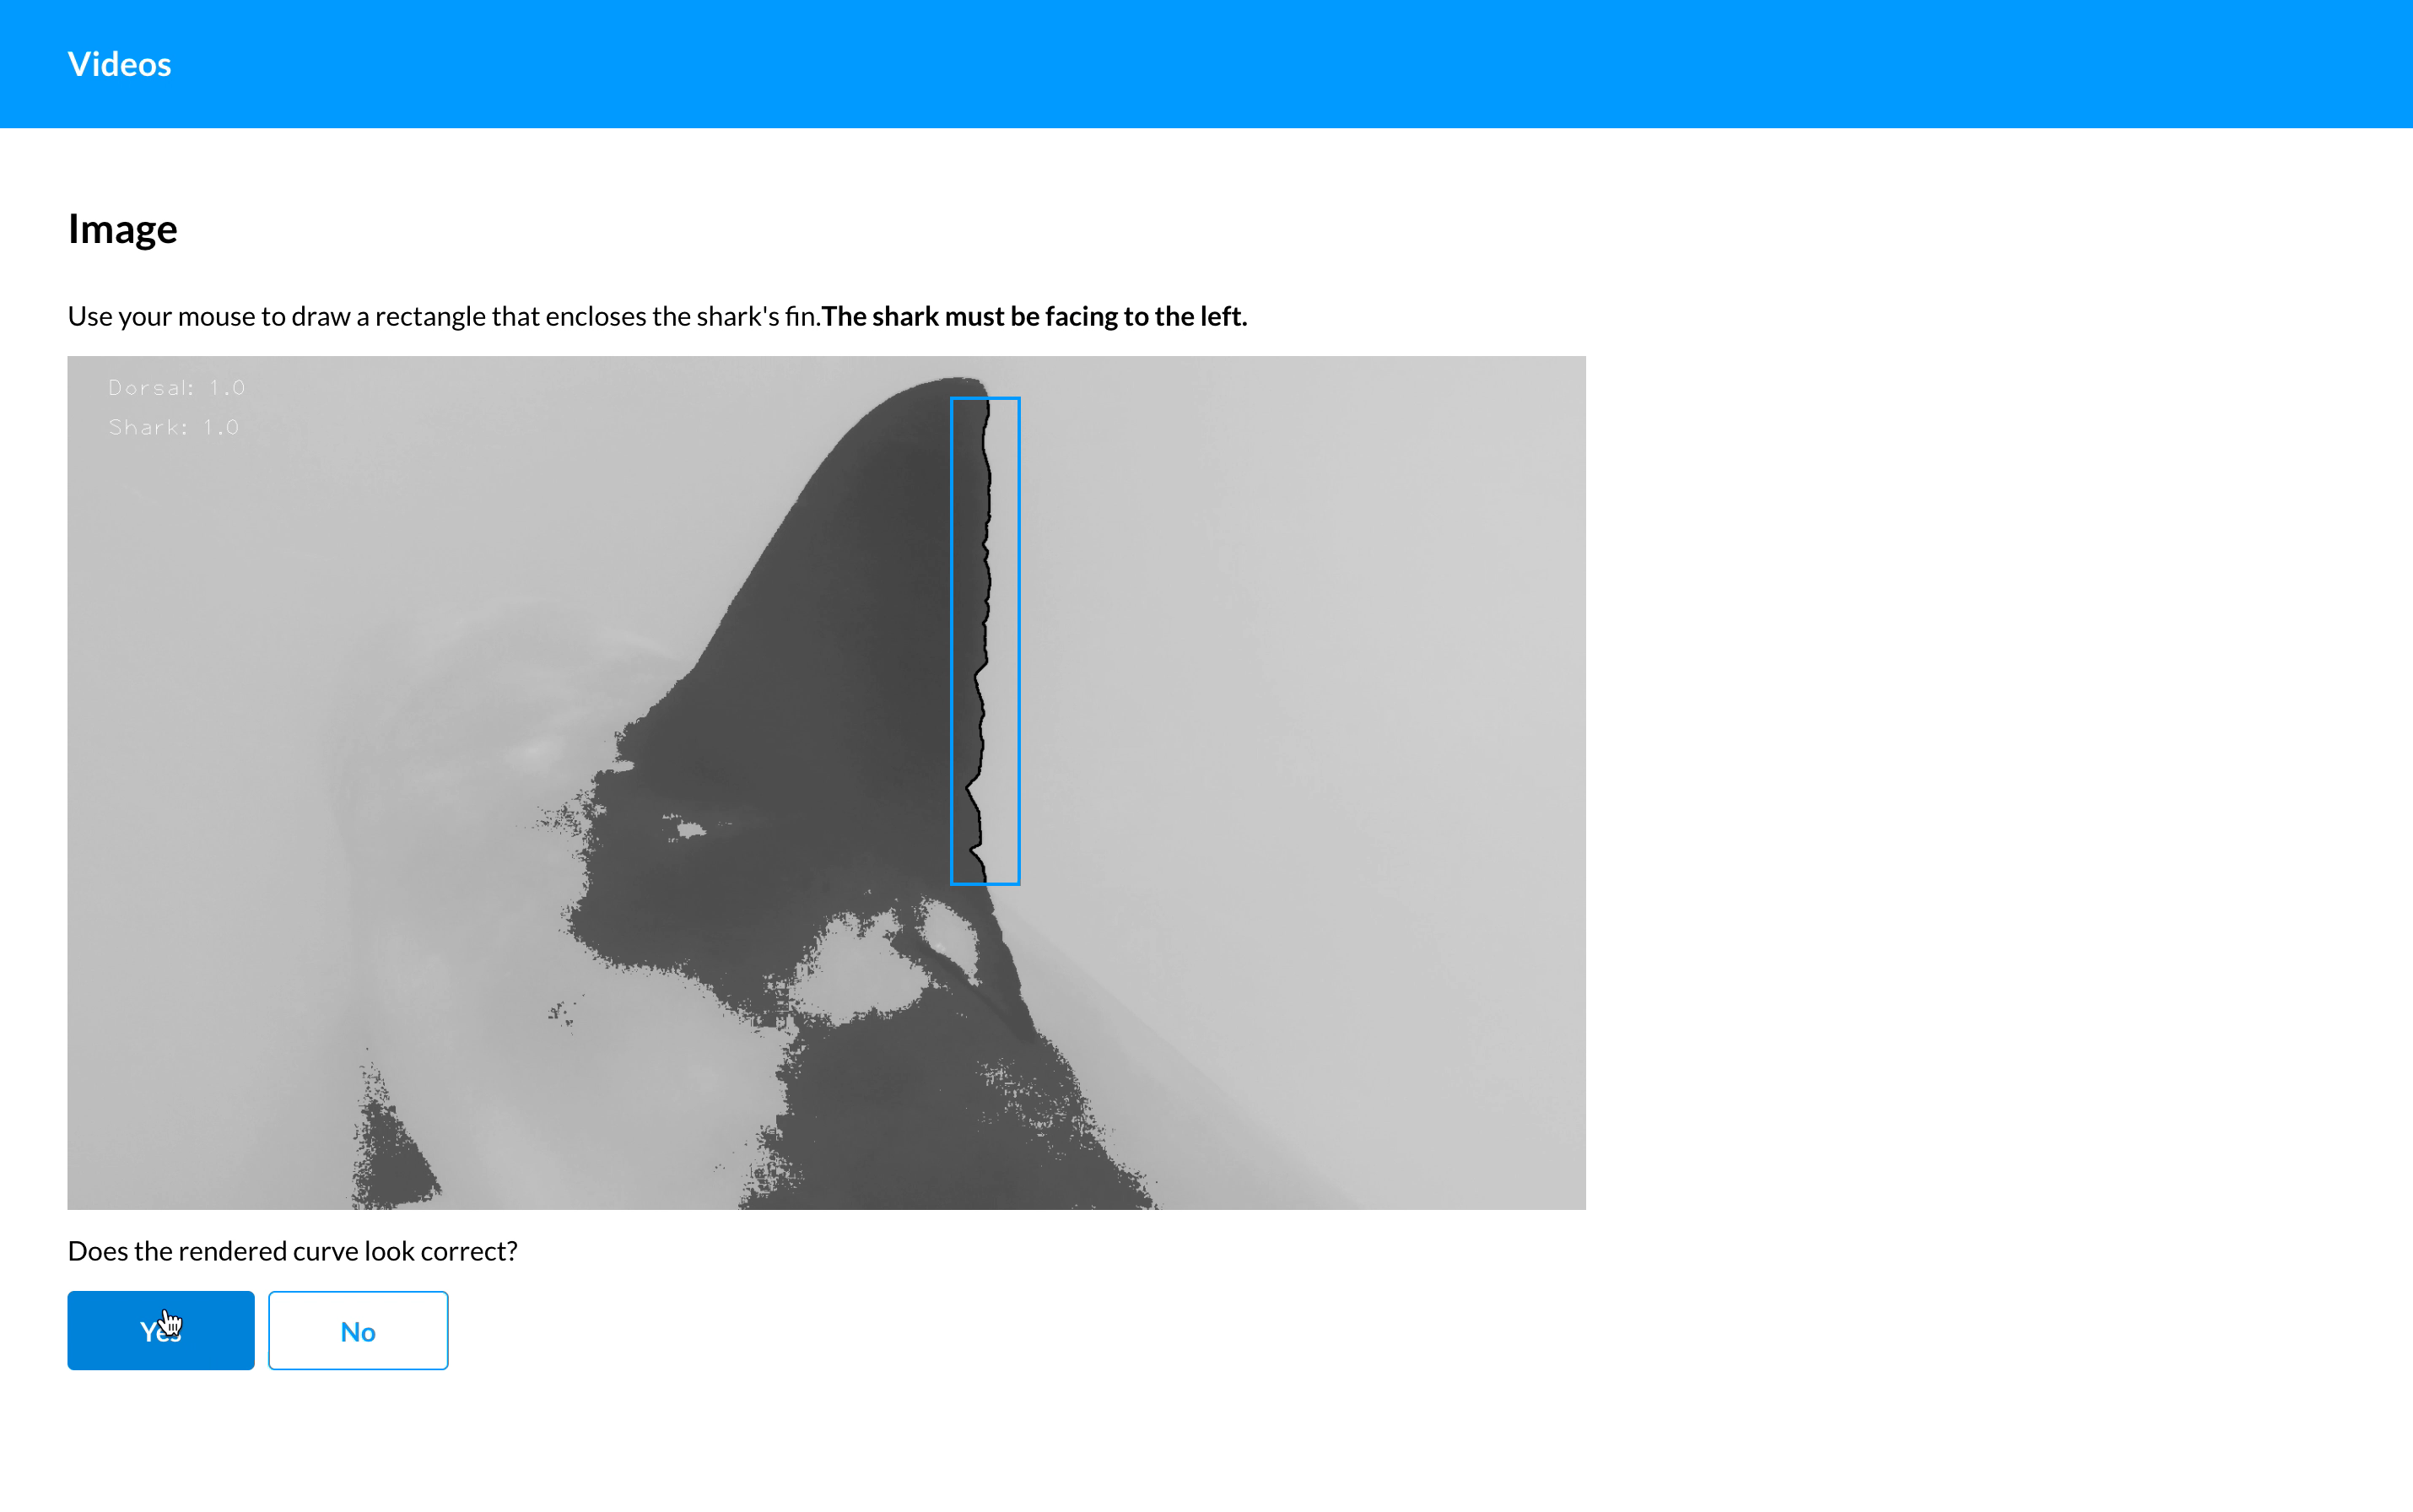 Videos
Image
Use your mouse to draw a rectangle that encloses the shark's fin.The shark must be facing to the left.
Dorsal: 1.0
Shark: 1.0
Does the rendered curve look correct?
Yes
No